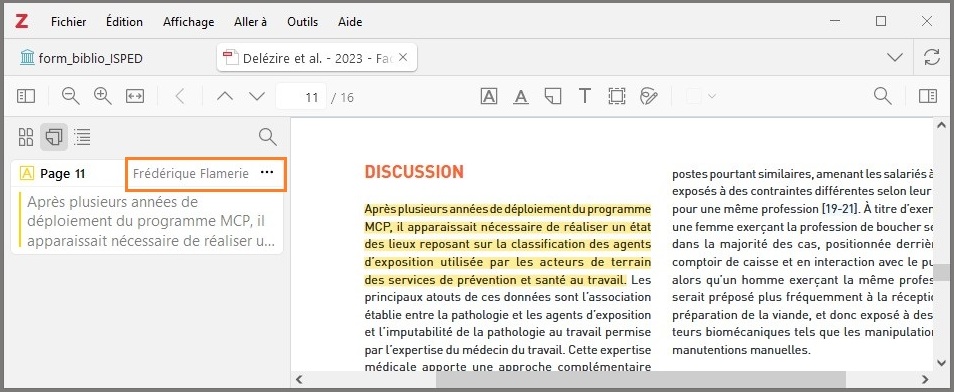 Z Fichier Édition Affichage Aller à Outils Aide
form_biblio_ISPED Delézire et al. - 2023 - Fac
11 / 16
Page 11 Frédérique Flamerie ...
Après plusieurs années de
déploiement du programme MCP, il
apparaissait nécessaire de réaliser u...
DISCUSSION
Après plusieurs années de déploiement du programme
MCP, il apparaissait nécessaire de réaliser un état
des lieux reposant sur la classification des agents
d’exposition utilisée par les acteurs de terrain
des services de prévention et santé au travail. Les
principaux atouts de ces données sont l’association
établie entre la pathologie et les agents d’exposition
et l’imputabilité de la pathologie au travail permise
par l’expertise du médecin du travail. Cette expertise
médicale apporte une approche complémentaire
postes pourtant similaires, amenant les salariés à
exposés à des contraintes différentes selon leur
pour une même profession [19-21]. À titre d’exer
une femme exerçant la profession de boucher se
dans la majorité des cas, positionnée derrièr
comptoir de caisse et en interaction avec le pu
alors qu’un homme exerçant la même profes
serait préposé plus fréquemment à la récepti
préparation de la viande, et donc exposé à des
teurs biomécaniques tels que les manipulation
manutentions manuelles.